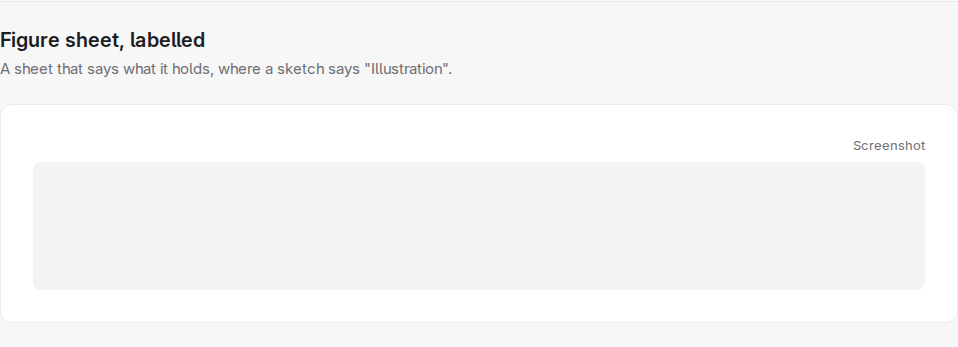 Figure sheet, labelled
A sheet that says what it holds, where a sketch says "Illustration".
Screenshot